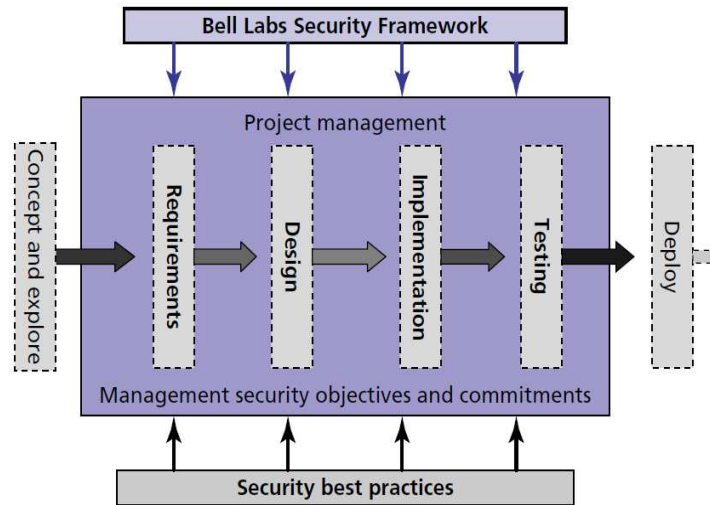 Bell Labs Security Framework
Project management
Concept and explore
Requirements
Design
Implementation
Testing
Deploy
Management security objectives and commitments
Security best practices